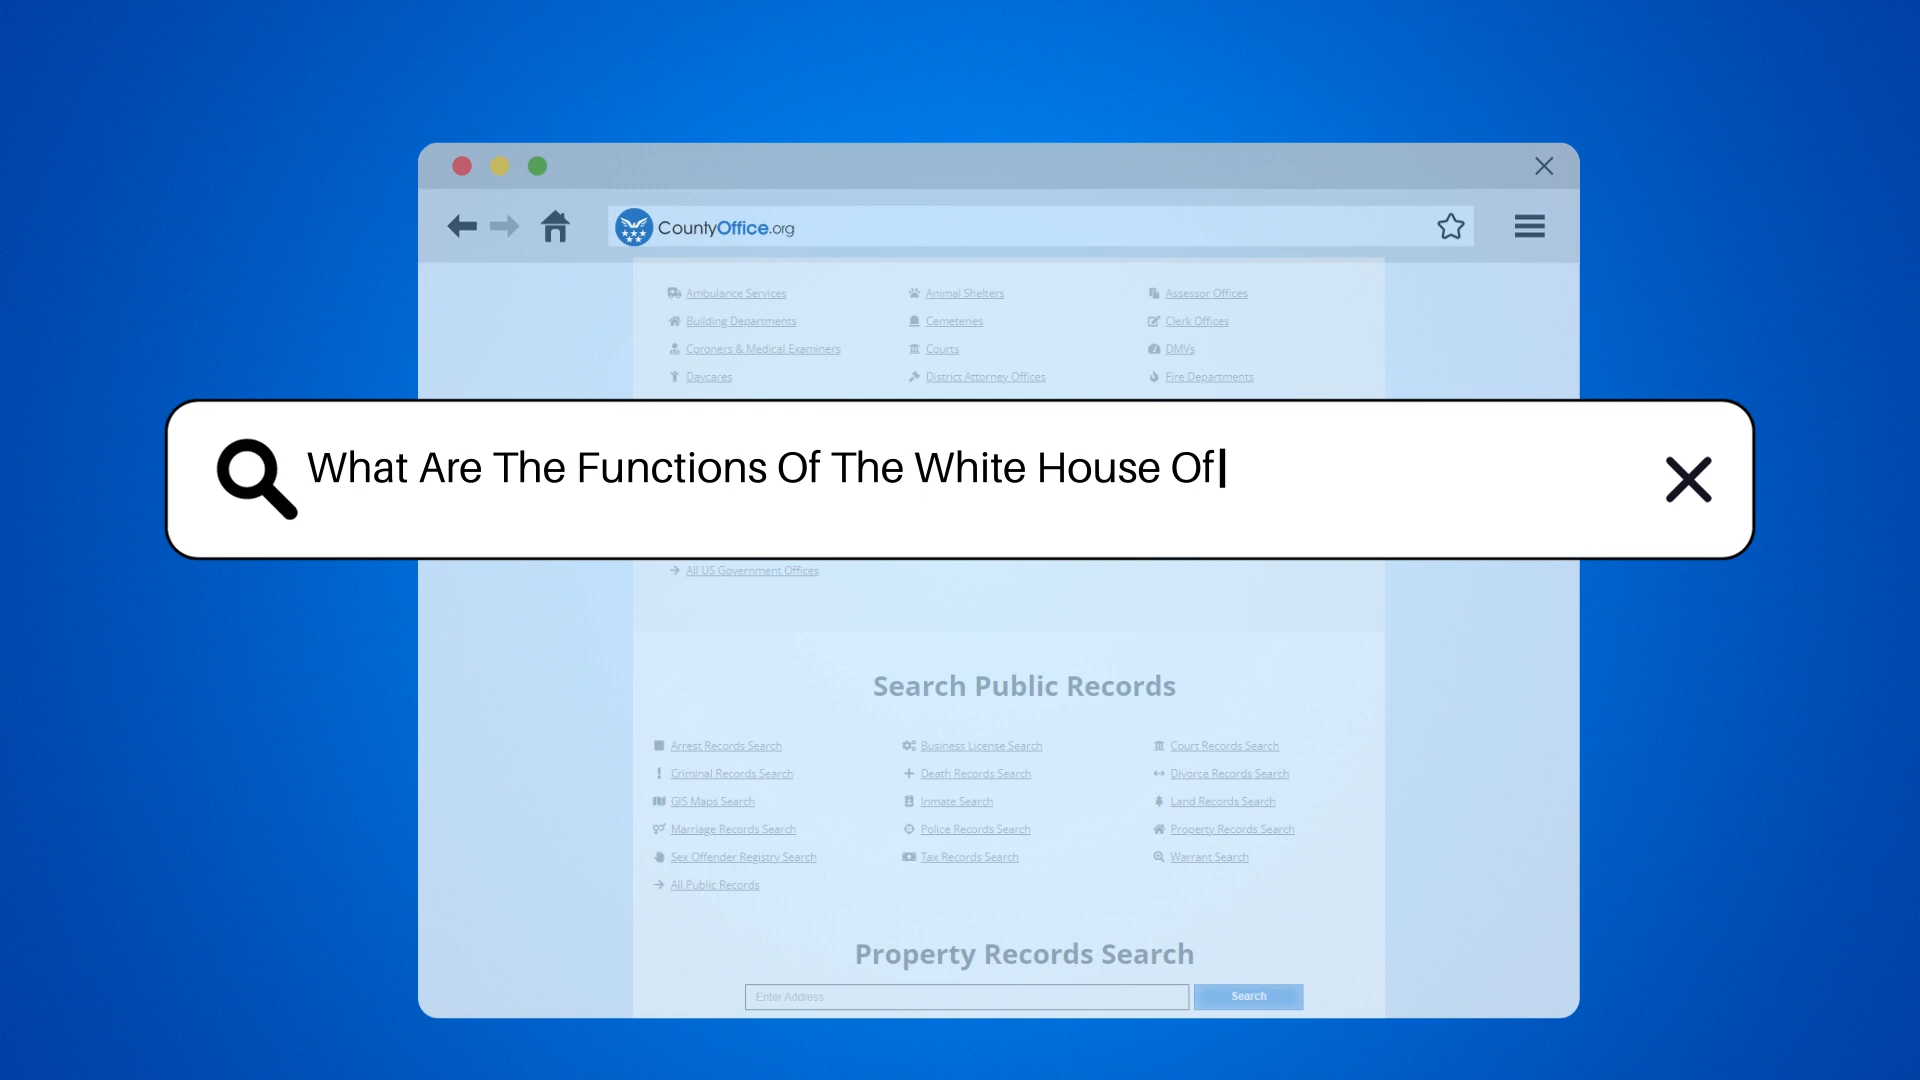 CountyOffice.org
Ambulance Services Animal Shelters Assessor Offices
Building Departments Cemeteries Clerk Offices
Coroners & Medical Examiners Courts DMVs
Daycares District Attorney Offices Fire Departments
What Are The Functions Of The White House Of
All US Government Offices
Search Public Records
Arrest Records Search Business License Search Court Records Search
Criminal Records Search Death Records Search Divorce Records Search
GIS Maps Search Inmate Search Land Records Search
Marriage Records Search Police Records Search Property Records Search
Sex Offender Registry Search Tax Records Search Warrant Search
All Public Records
Property Records Search
Enter Address Search